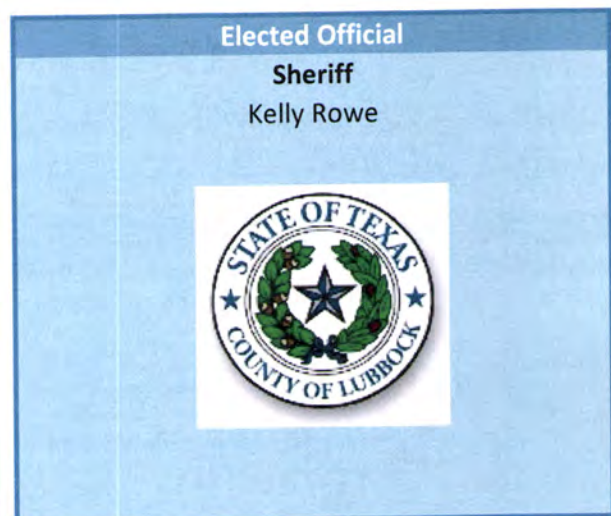 Elected Official
Sheriff
Kelly Rowe
STATE OF TEXAS
COUNTY OF LUBBOCK